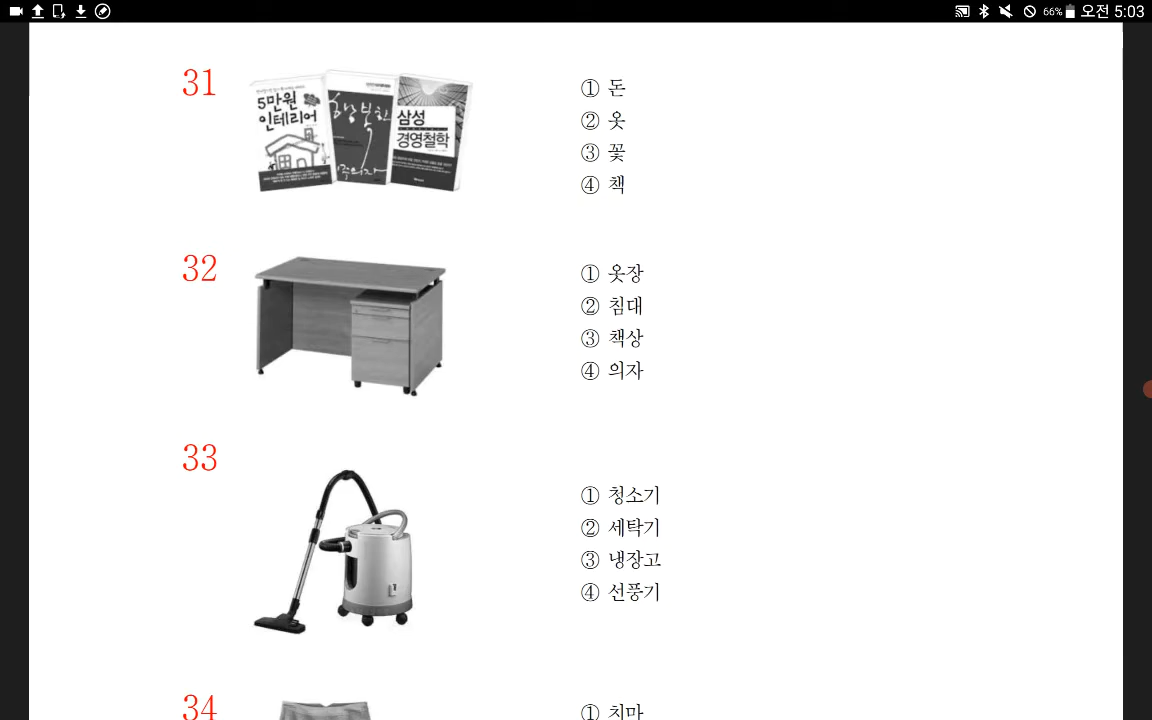 66% 오전 5:03
31
5만원
인테리어
행복한
삼성
경영철학
① 돈
② 옷
③ 꽃
④ 책
32
① 옷장
② 침대
③ 책상
④ 의자
33
① 청소기
② 세탁기
③ 냉장고
④ 선풍기
34
① 치마